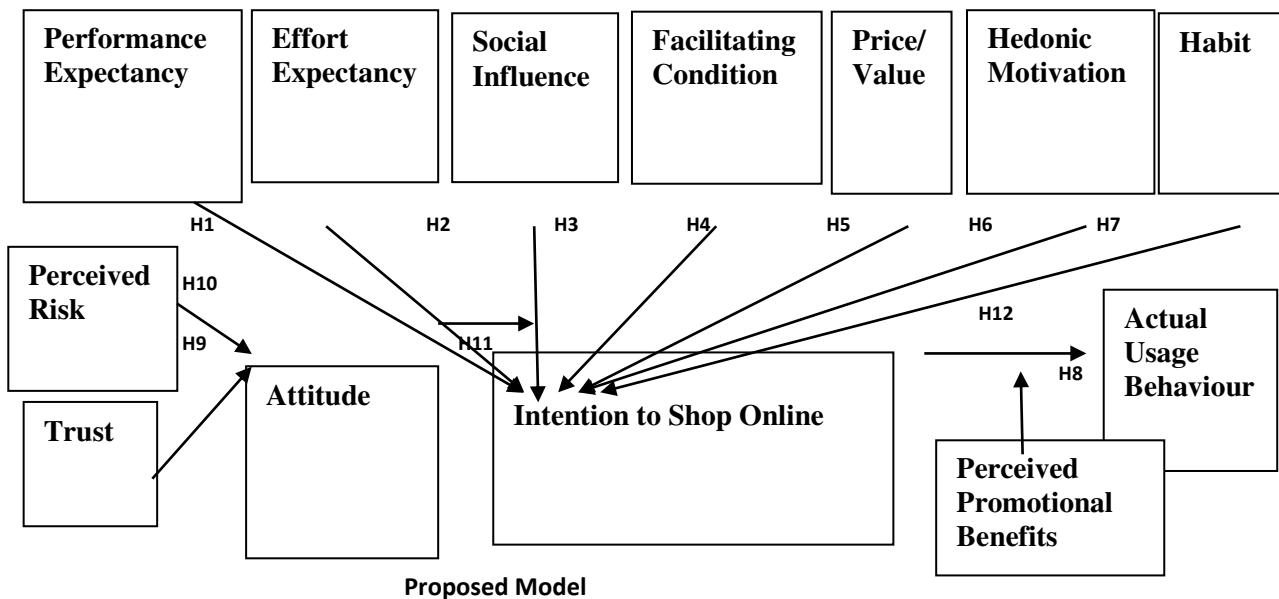 Performance
Expectancy
Effort
Expectancy
Social
Influence
Facilitating
Condition
Price/
Value
Hedonic
Motivation
Habit
H1
H2
H3
H4
H5
H6
H7
Perceived
Risk
H10
H9
H11
H12
H8
Actual
Usage
Behaviour
Trust
Attitude
Intention to Shop Online
Perceived
Promotional
Benefits
Proposed Model